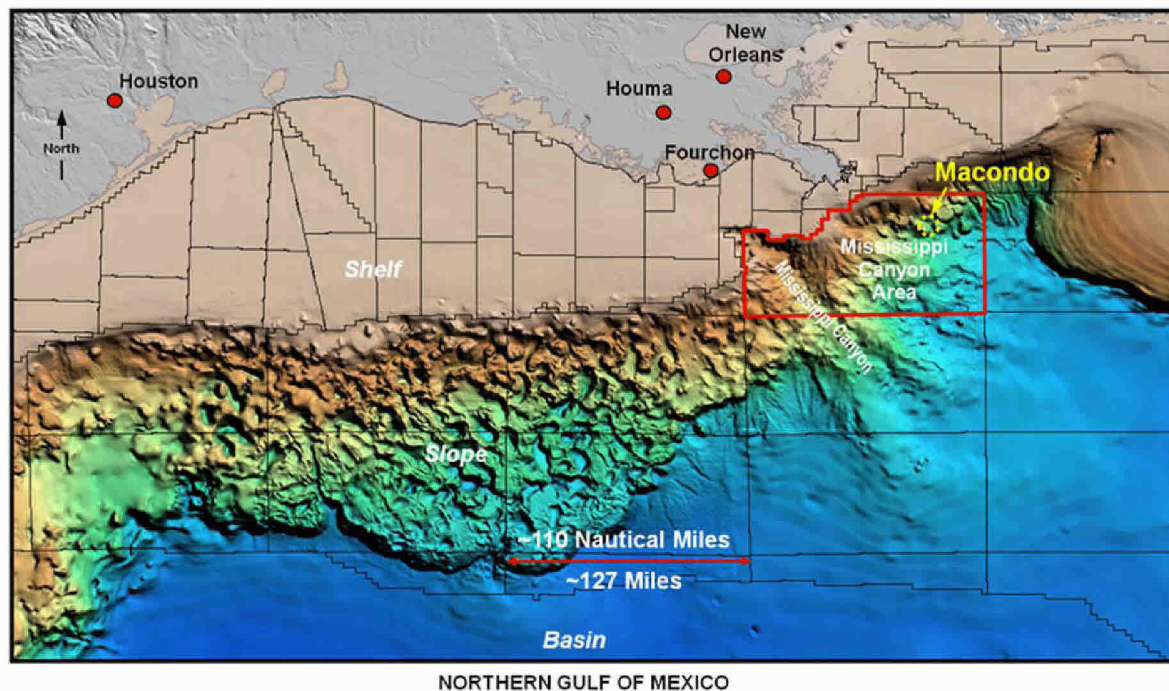 New
Orleans
Houston
Houma
North
Fourchon
Macondo
Shelf
Mississippi
Canyon
Area
Mississippi Canyon
Slope
~110 Nautical Miles
~127 Miles
Basin
NORTHERN GULF OF MEXICO